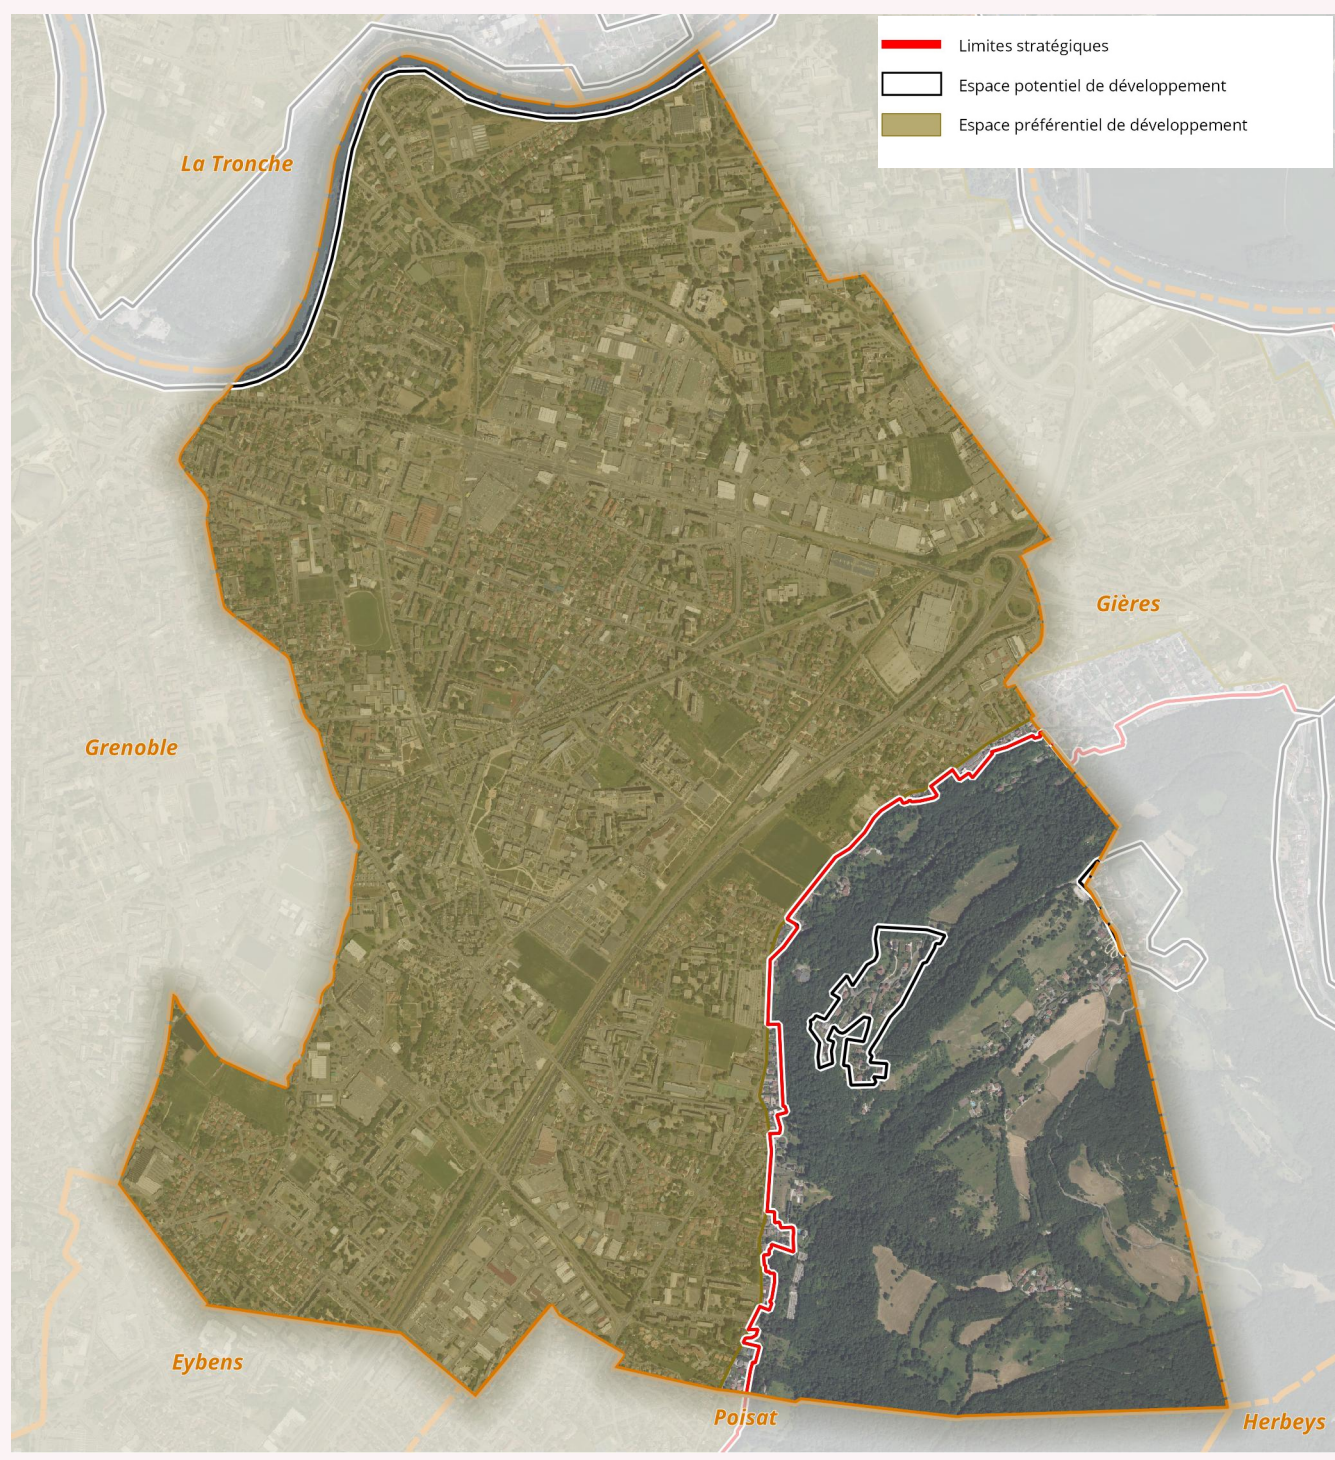 Limites stratégiques
Espace potentiel de développement
Espace préférentiel de développement
La Tronche
Gières
Grenoble
Eybens
Poisat
Herbeys